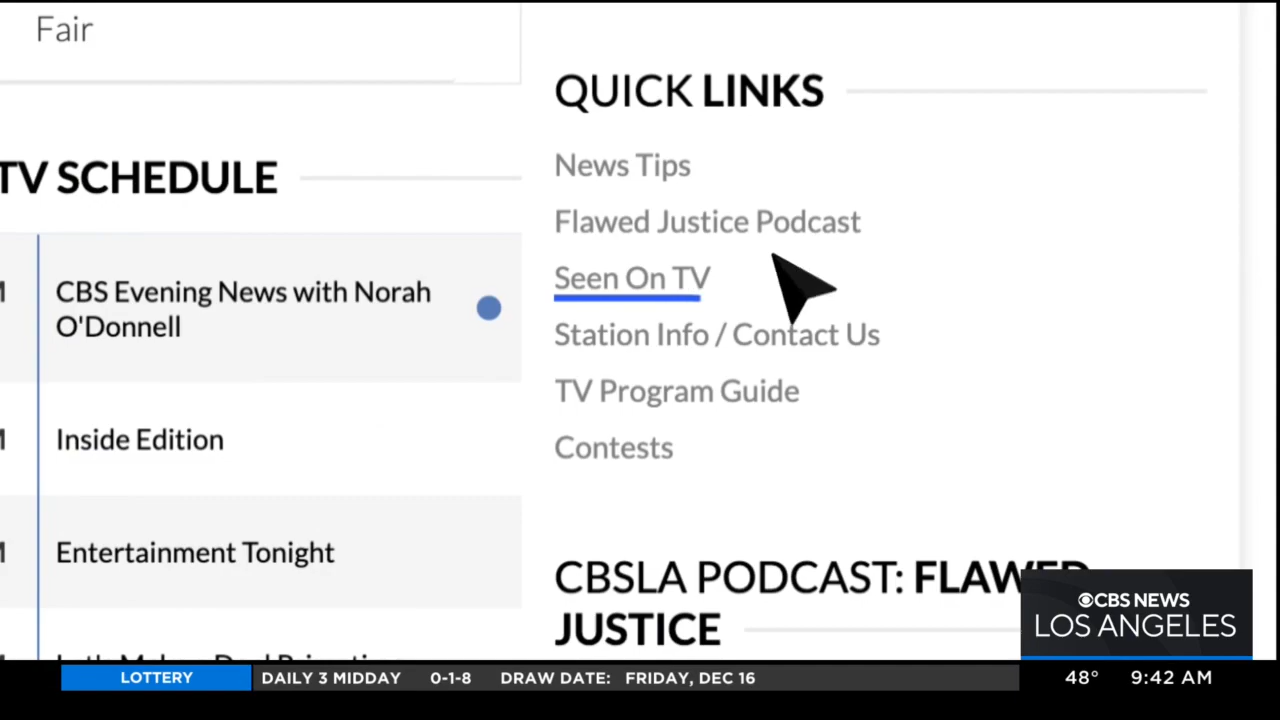 Fair
TV SCHEDULE
CBS Evening News with Norah
O'Donnell
Inside Edition
Entertainment Tonight
QUICK LINKS
News Tips
Flawed Justice Podcast
Seen On TV
Station Info / Contact Us
TV Program Guide
Contests
CBSLA PODCAST: FLAWED
JUSTICE
CBS NEWS
LOS ANGELES
LOTTERY DAILY 3 MIDDAY 0-1-8 DRAW DATE: FRIDAY, DEC 16 48° 9:42 AM